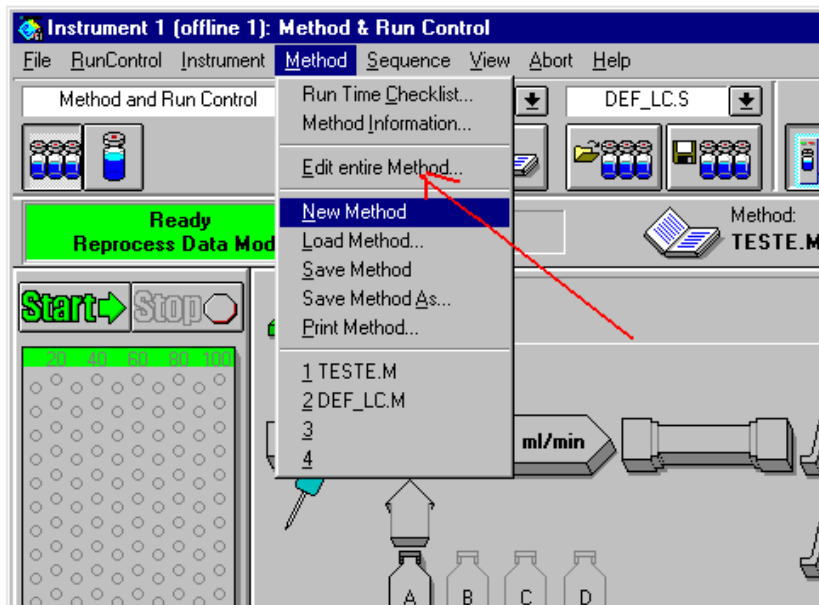 Instrument 1 (offline 1): Method & Run Control
File RunControl Instrument Method Sequence View Abort Help
Method and Run Control
DEF_LC.S
Run Time Checklist...
Method Information...
Edit entire Method...
New Method
Load Method...
Save Method
Save Method As...
Print Method...
1 TESTE.M
2 DEF_LC.M
3
4
Ready
Reprocess Data Mod
Method:
TESTE.M
Start Stop
20 40 60 80 100
ml/min
A B C D